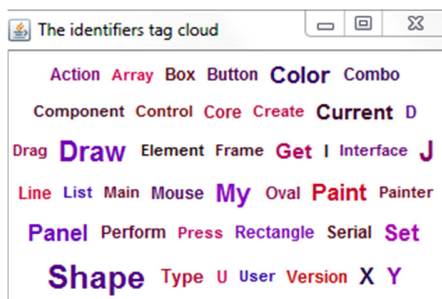 The identifiers tag cloud
Action Array Box Button Color Combo
Component Control Core Create Current D
Drag Draw Element Frame Get I Interface J
Line List Main Mouse My Oval Paint Painter
Panel Perform Press Rectangle Serial Set
Shape Type U User Version X Y